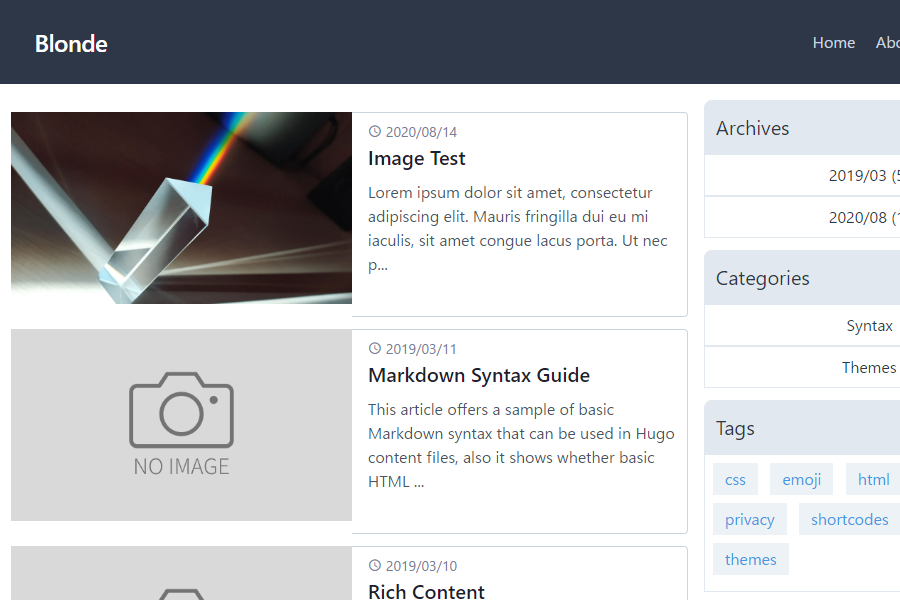 Blonde
Home
2020/08/14
Image Test
Lorem ipsum dolor sit amet, consectetur
adipiscing elit. Mauris fringilla dui eu mi
iaculis, sit amet congue lacus porta. Ut nec
p...
NO IMAGE
2019/03/11
Markdown Syntax Guide
This article offers a sample of basic
Markdown syntax that can be used in Hugo
content files, also it shows whether basic
HTML ...
2019/03/10
Rich Content
Archives
2019/03
2020/08
Categories
Syntax
Themes
Tags
css emoji html
privacy shortcodes
themes